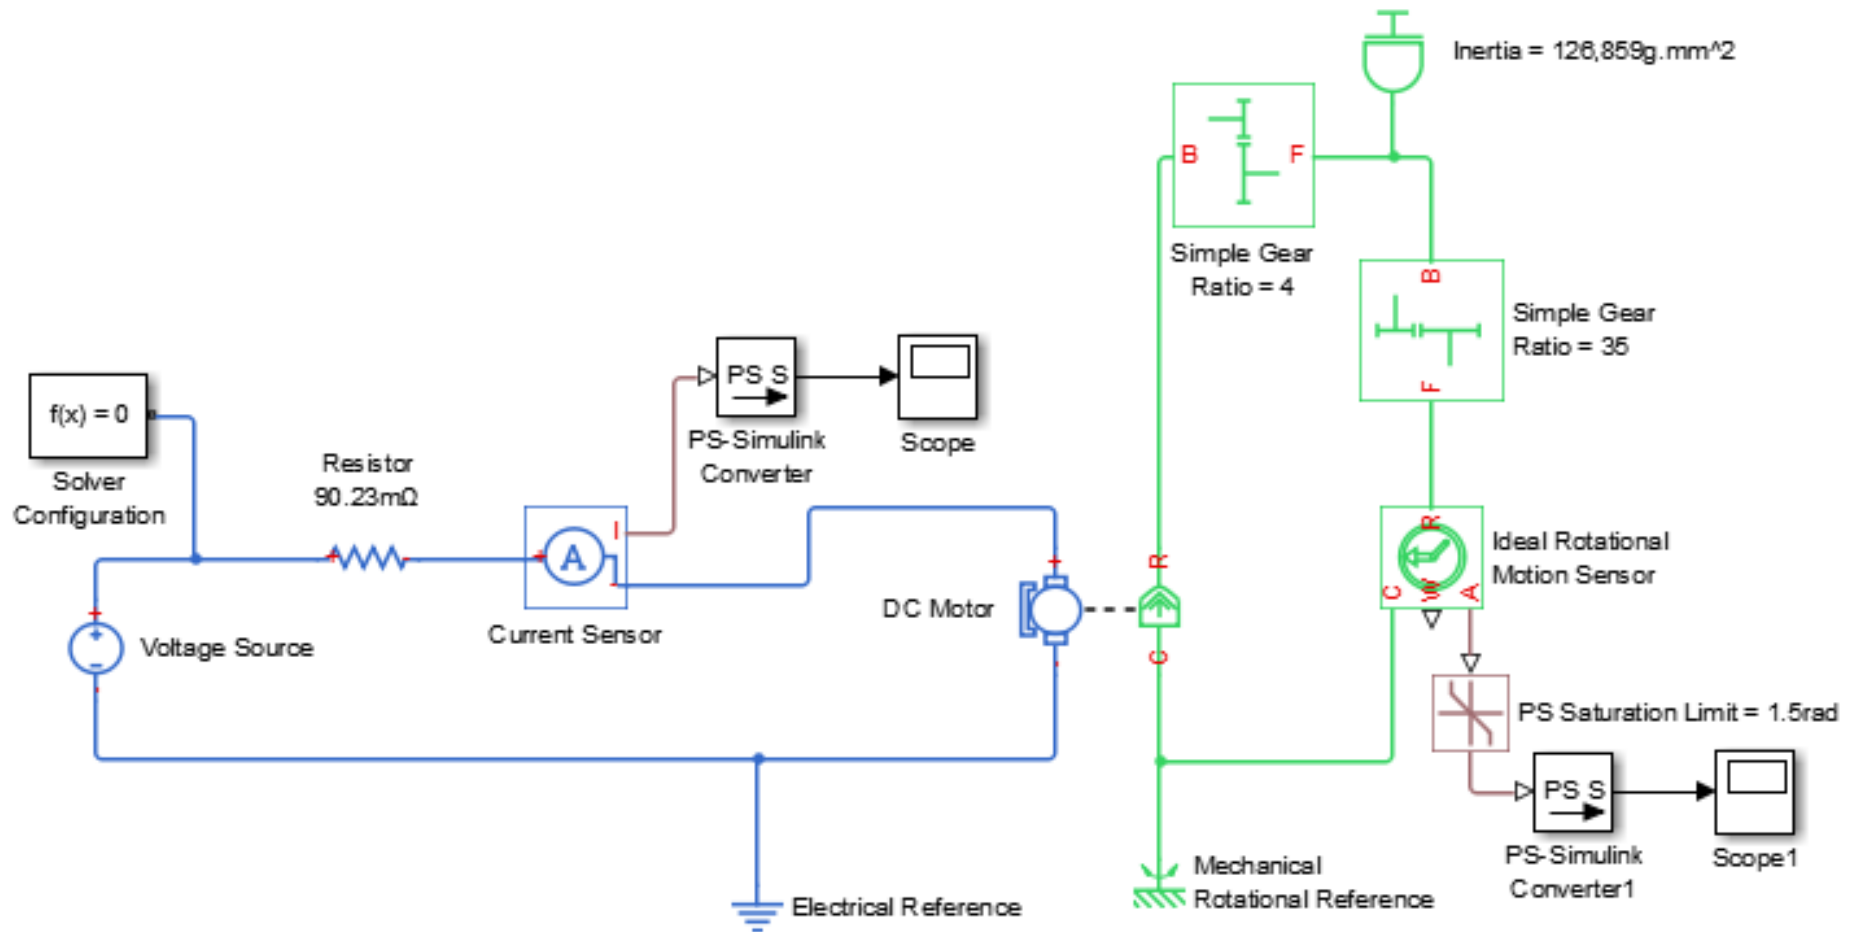 Inertia = 126,859g.mm^2
B
F
Simple Gear
Ratio = 4
B
Simple Gear
Ratio = 35
F
f(x) = 0
Solver
Configuration
Resistor
90.23mΩ
PS S
PS-Simulink
Converter
Scope
+
-
+
I
A
-
Current Sensor
+
-
DC Motor
R
C
R
C
W
A
Ideal Rotational
Motion Sensor
+
+
-
-
Voltage Source
PS Saturation Limit = 1.5rad
PS S
PS-Simulink
Converter1
Scope1
Mechanical
Rotational Reference
Electrical Reference